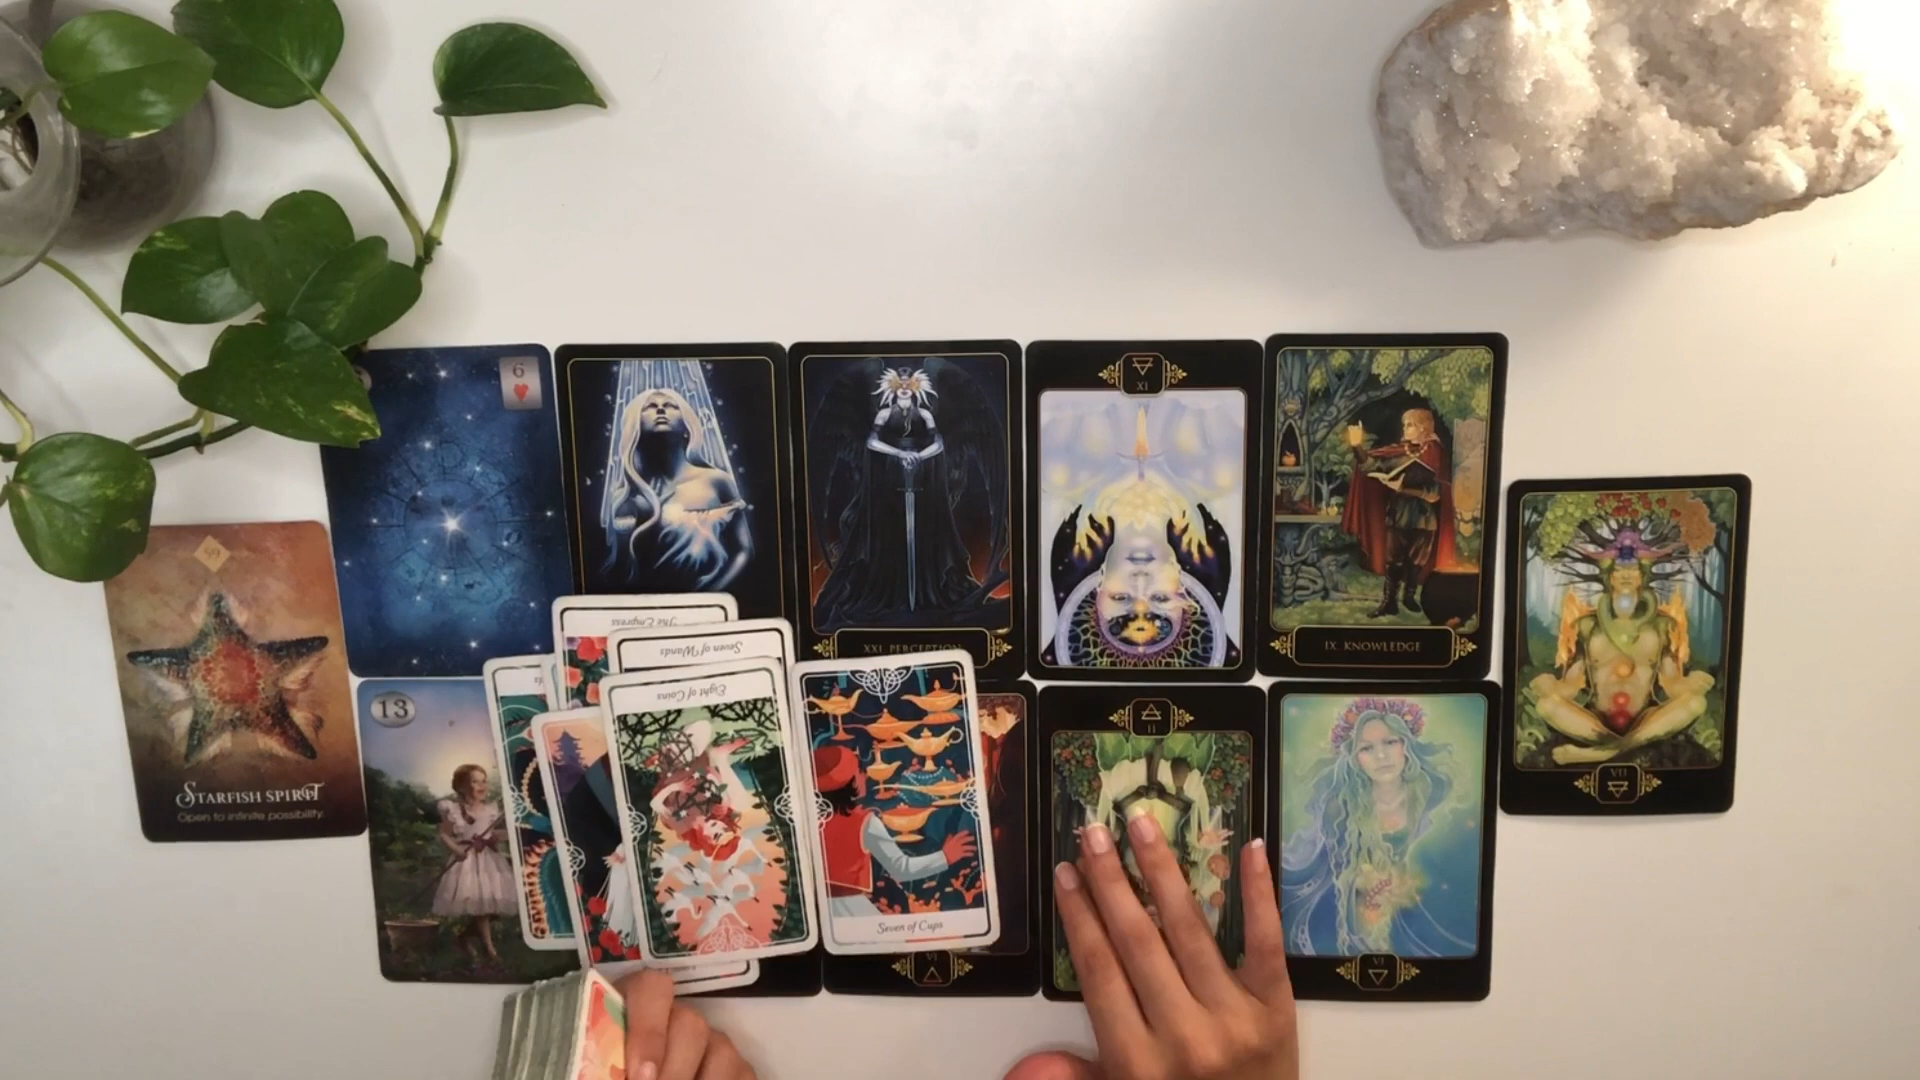 6
XI
IX KNOWLEDGE
XXI PERCEPTION
The Empress
Seven of Wands
Eight of Coins
STARFISH SPIRIT
Open to infinite possibility.
13
II
VII
Seven of Cups
VI
VI